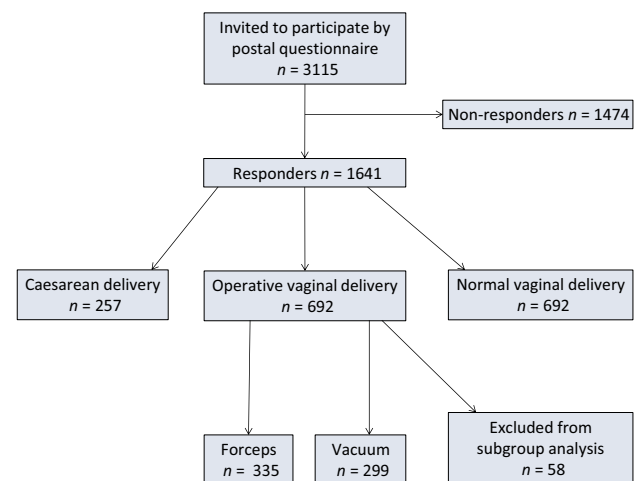 Invited to participate by
postal questionnaire
n = 3115
Non-responders n = 1474
Responders n = 1641
Caesarean delivery
n = 257
Operative vaginal delivery
n = 692
Normal vaginal delivery
n = 692
Forceps
n = 335
Vacuum
n = 299
Excluded from
subgroup analysis
n = 58